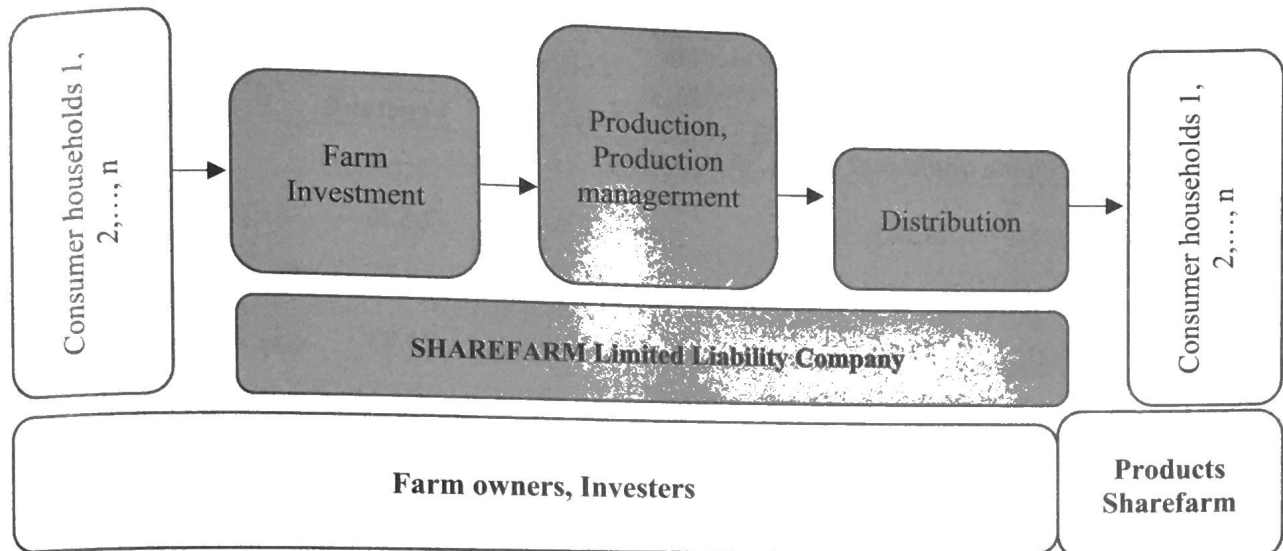 Consumer households 1,
2,…, n
Farm
Investment
Production,
Production
managerment
Distribution
Consumer households 1,
2,…, n
SHAREFARM Limited Liability Company
Farm owners, Investers
Products
Sharefarm